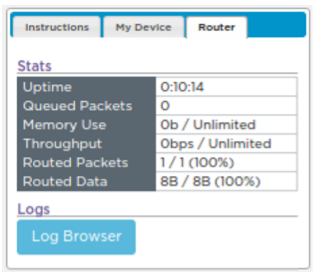 Instructions My Device Router
Stats
Uptime 0:10:14
Queued Packets 0
Memory Use 0b / Unlimited
Throughput 0bps / Unlimited
Routed Packets 1 / 1 (100%)
Routed Data 8B / 8B (100%)
Logs
Log Browser